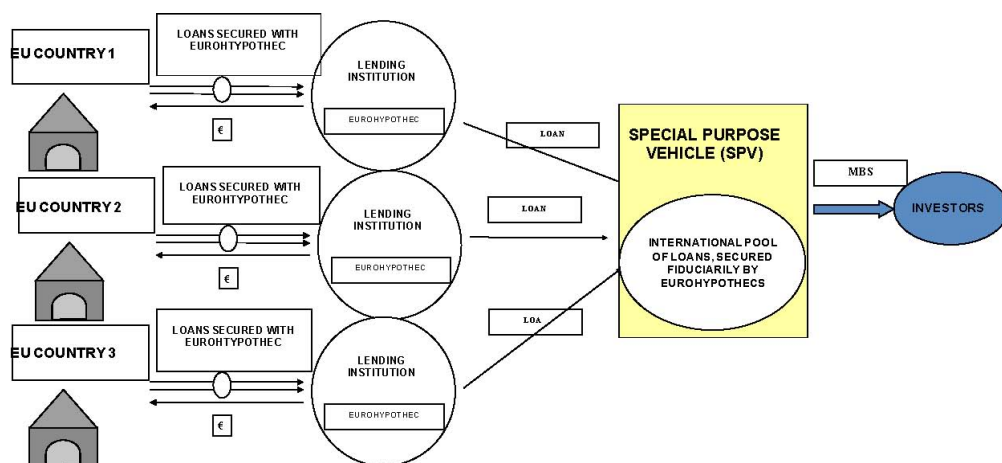 EU COUNTRY 1
LOANS SECURED WITH
EUROHTYPOTHEC
€
LENDING
INSTITUTION
EUROHYPOTHEC
LOAN
EU COUNTRY 2
LOANS SECURED WITH
EUROHTYPOTHEC
€
LENDING
INSTITUTION
EUROHYPOTHEC
LOAN
EU COUNTRY 3
LOANS SECURED WITH
EUROHTYPOTHEC
€
LENDING
INSTITUTION
EUROHYPOTHEC
LOA
SPECIAL PURPOSE
VEHICLE (SPV)
INTERNATIONAL POOL
OF LOANS, SECURED
FIDUCIARILY BY
EUROHYPOTHECS
MBS
INVESTORS